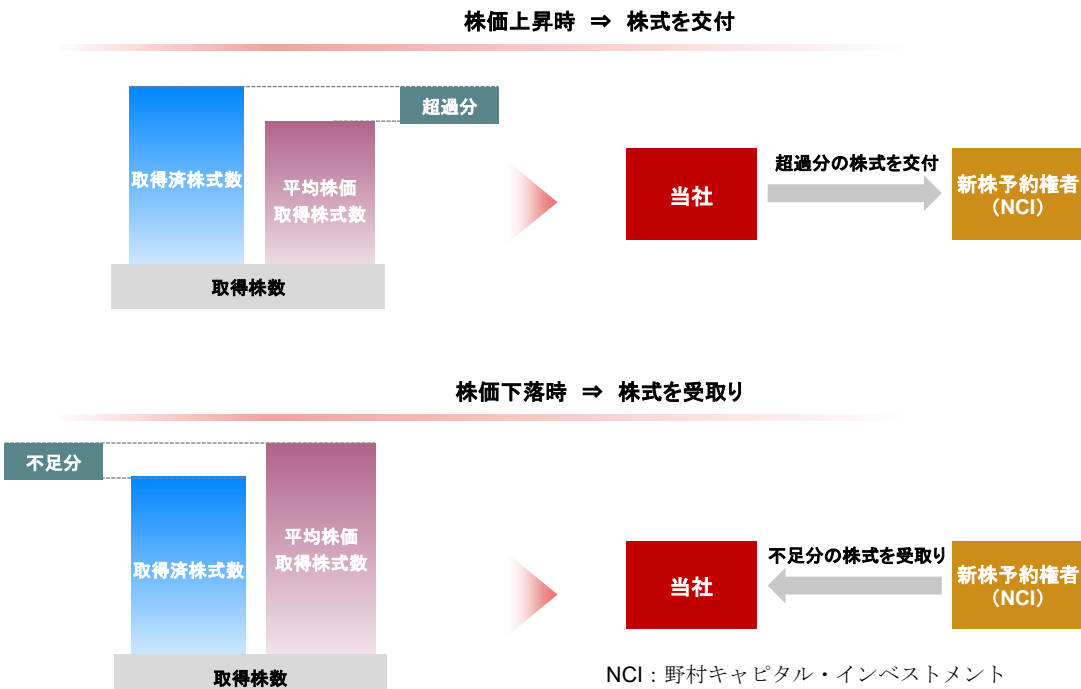 株価上昇時 ⇒ 株式を交付
超過分
取得済株式数
平均株価
取得株式数
取得株数
当社
超過分の株式を交付
新株予約権者
(NCI)
株価下落時 ⇒ 株式を受取り
不足分
取得済株式数
平均株価
取得株式数
取得株数
当社
不足分の株式を受取り
新株予約権者
(NCI)
NCI:野村キャピタル・インベストメント